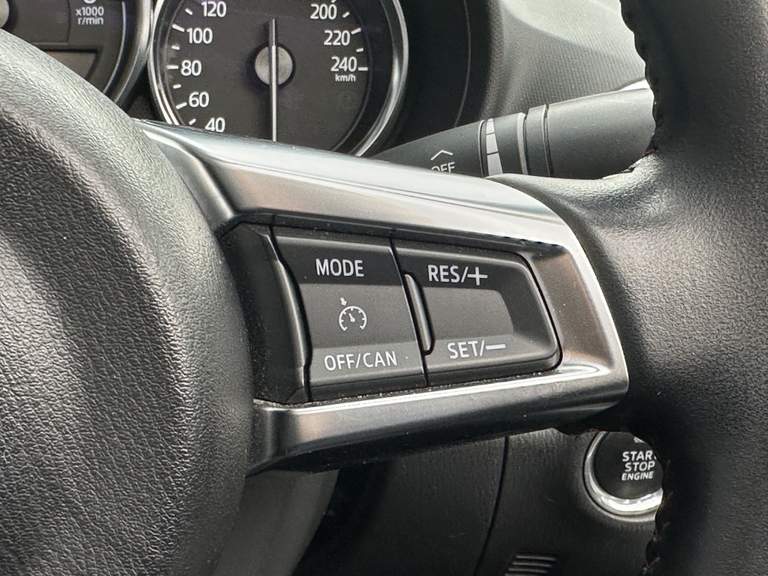 x1000
r/min
120
100
80
60
40
200
220
240
km/h
OFF
MODE
RES/+
OFF/CAN
SET/−
START
STOP
ENGINE